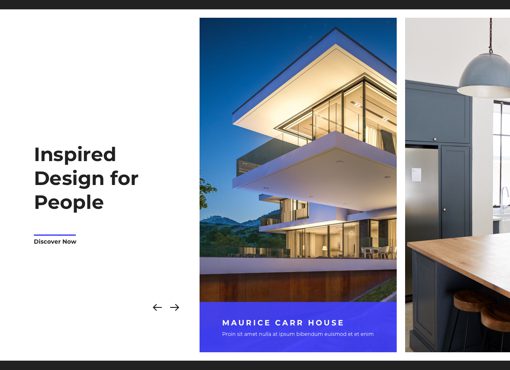 Inspired
Design for
People
Discover Now
MAURICE CARR HOUSE
Proin sit amet nulla at ipsum bibendum euismod et et enim